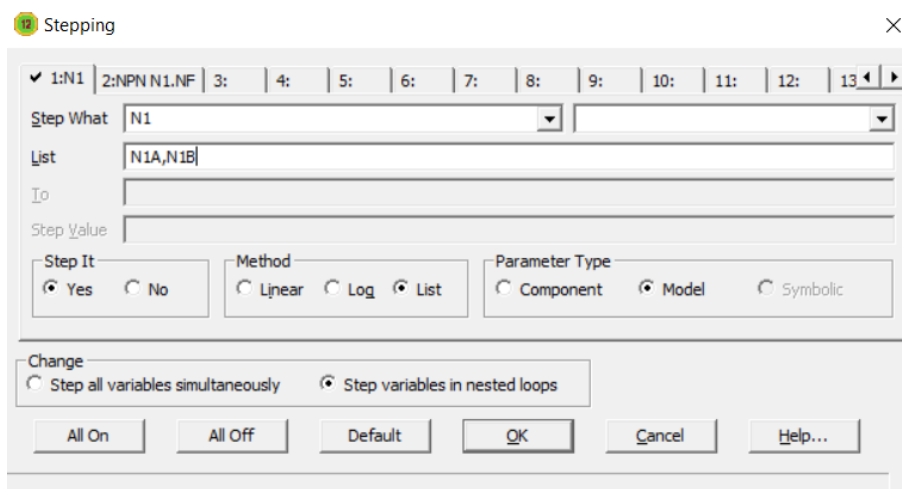 12 Stepping
1:N1 2:NPN N1.NF 3: 4: 5: 6: 7: 8: 9: 10: 11: 12: 13
Step What N1
List N1A,N1B
To
Step Value
Step It Method Parameter Type
Yes No Linear Log List Component Model Symbolic
Change
Step all variables simultaneously Step variables in nested loops
All On All Off Default OK Cancel Help...